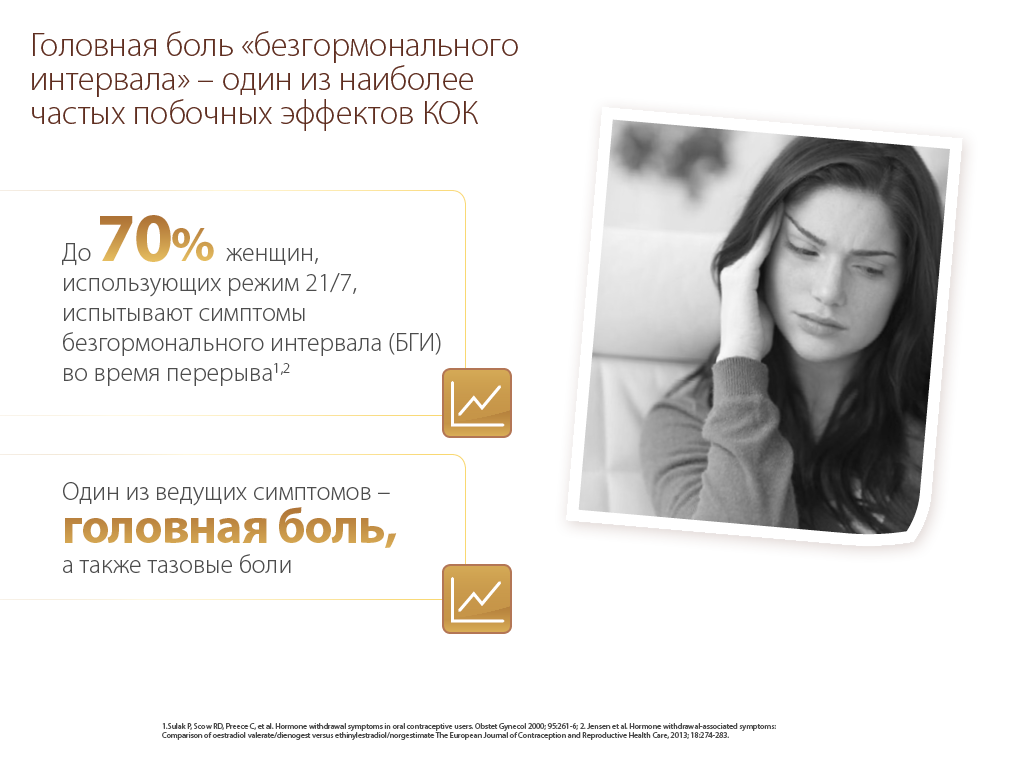 Головная боль «безгормонального
интервала» – один из наиболее
частых побочных эффектов КОК
До 70% женщин,
использующих режим 21/7,
испытывают симптомы
безгормонального интервала (БГИ)
во время перерыва1,2
Один из ведущих симптомов –
головная боль,
а также тазовые боли
1.Sulak P, Scow RD, Preece C, et al. Hormone withdrawal symptoms in oral contraceptive users. Obstet Gynecol 2000; 95:261-6; 2. Jensen et al. Hormone withdrawal-associated symptoms:
Comparison of oestradiol valerate/dienogest versus ethinylestradiol/norgestimate The European Journal of Contraception and Reproductive Health Care, 2013; 18:274-283.